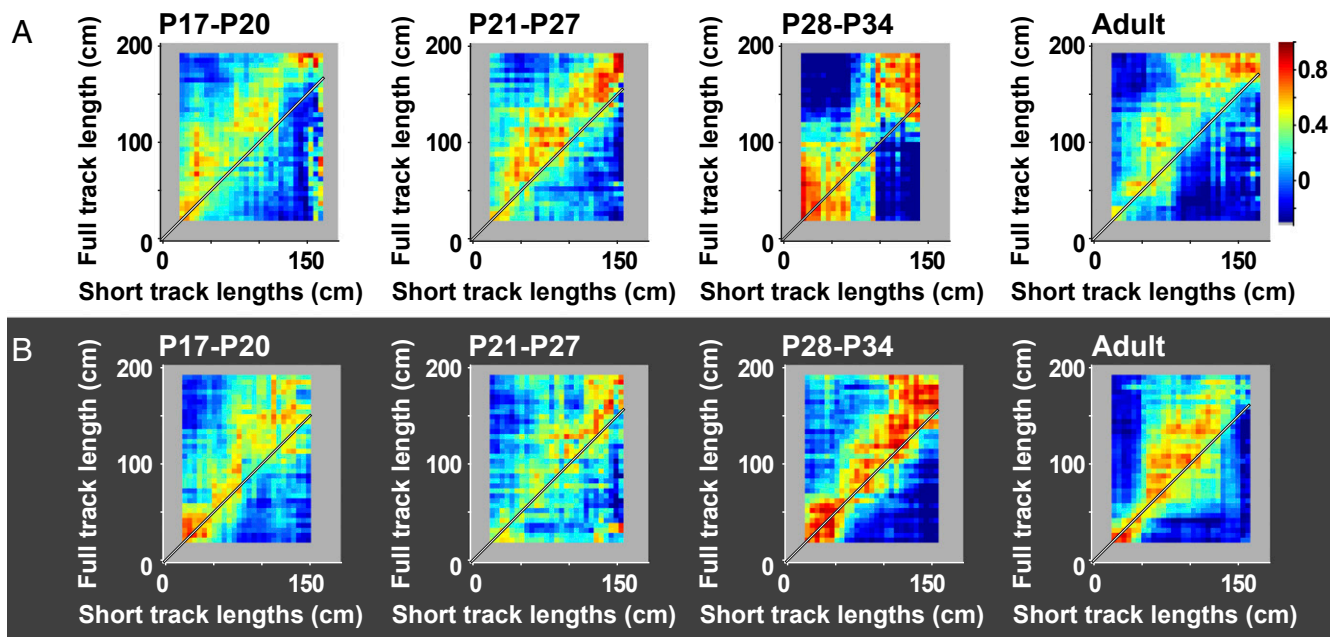 A
P17-P20
P21-P27
P28-P34
Adult
Full track length (cm)
200
100
0
0
150
Short track lengths (cm)
Full track length (cm)
200
100
0
0
150
Short track lengths (cm)
Full track length (cm)
200
100
0
0
150
Short track lengths (cm)
Full track length (cm)
200
100
0
0
150
Short track lengths (cm)
0.8
0.4
0
B
P17-P20
P21-P27
P28-P34
Adult
Full track length (cm)
200
100
0
0
150
Short track lengths (cm)
Full track length (cm)
200
100
0
0
150
Short track lengths (cm)
Full track length (cm)
200
100
0
0
150
Short track lengths (cm)
Full track length (cm)
200
100
0
0
150
Short track lengths (cm)